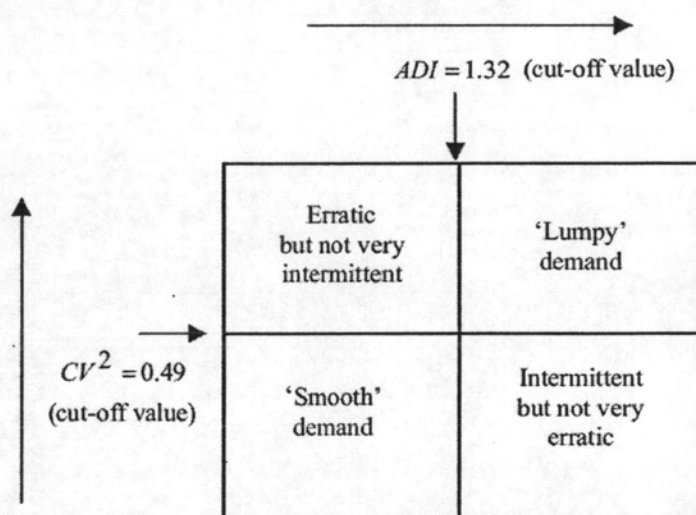 ADI = 1.32 (cut-off value)
Erratic
but not very
intermittent
‘Lumpy’
demand
CV² = 0.49
(cut-off value)
‘Smooth’
demand
Intermittent
but not very
erratic